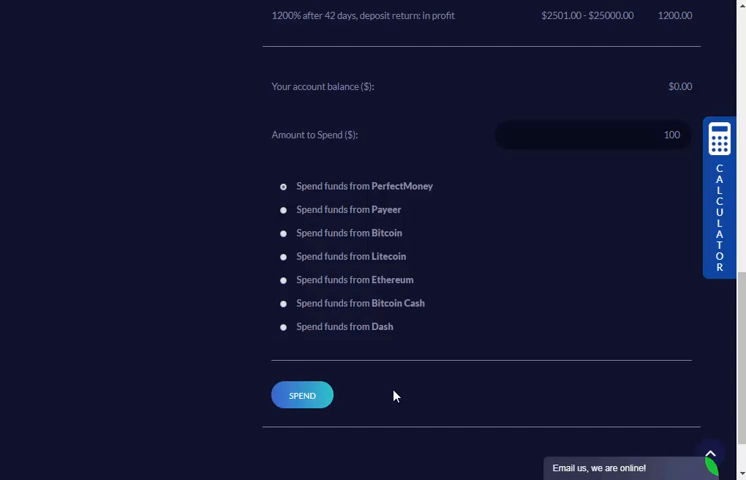 1200% after 42 days, deposit return: in profit $2501.00 - $25000.00 1200.00
Your account balance ($): $0.00
Amount to Spend ($): 100
Spend funds from PerfectMoney
Spend funds from Payeer
Spend funds from Bitcoin
Spend funds from Litecoin
Spend funds from Ethereum
Spend funds from Bitcoin Cash
Spend funds from Dash
SPEND
CALCULATOR
Email us, we are online!